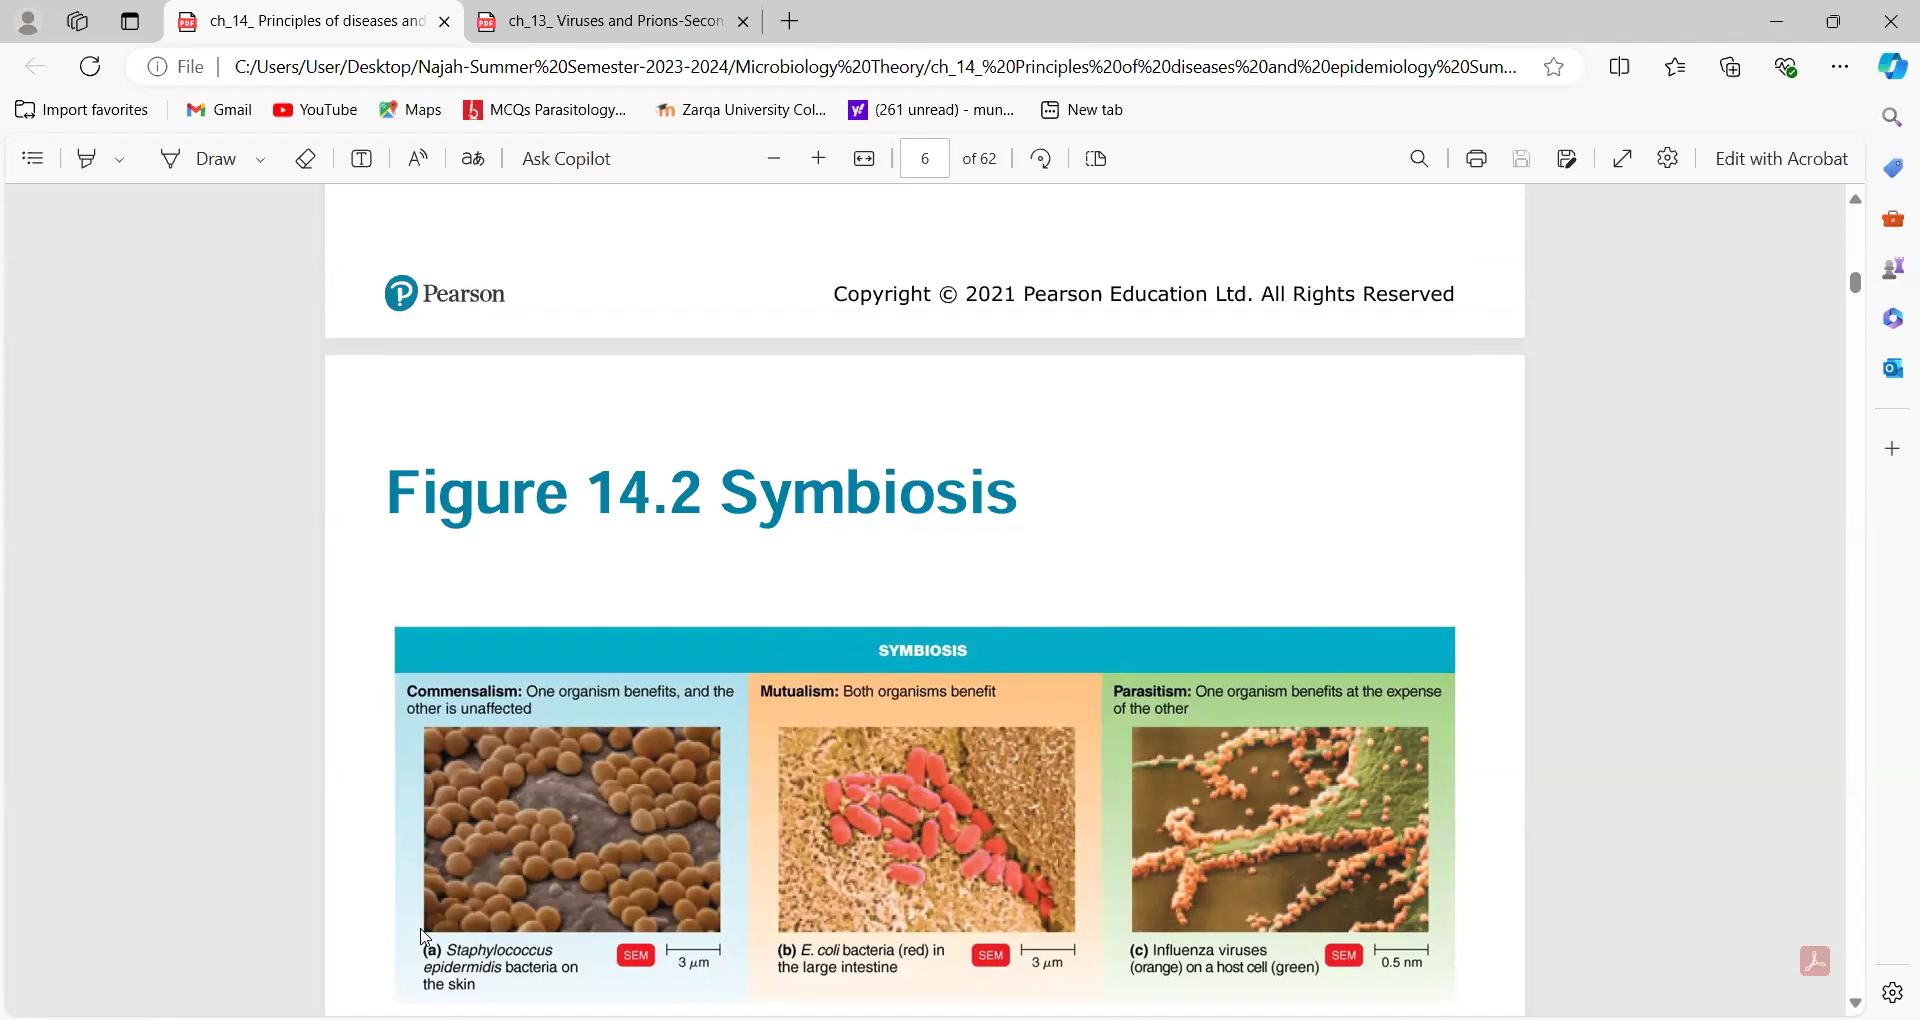 ch_14_ Principles of diseases and
ch_13_ Viruses and Prions-Secon
File
C:/Users/User/Desktop/Najah-Summer%20Semester-2023-2024/Microbiology%20Theory/ch_14_%20Principles%20of%20diseases%20and%20epidemiology%20Sum...
Import favorites
Gmail
YouTube
Maps
MCQs Parasitology...
Zarqa University Col...
(261 unread) - mun...
New tab
Draw
aあ
Ask Copilot
6 of 62
Edit with Acrobat
Pearson
Copyright © 2021 Pearson Education Ltd. All Rights Reserved
Figure 14.2 Symbiosis
SYMBIOSIS
Commensalism: One organism benefits, and the
other is unaffected
Mutualism: Both organisms benefit
Parasitism: One organism benefits at the expense
of the other
(a) Staphylococcus
epidermidis bacteria on
the skin
SEM
3 μm
(b) E. coli bacteria (red) in
the large intestine
SEM
3 μm
(c) Influenza viruses
(orange) on a host cell (green)
SEM
0.5 nm